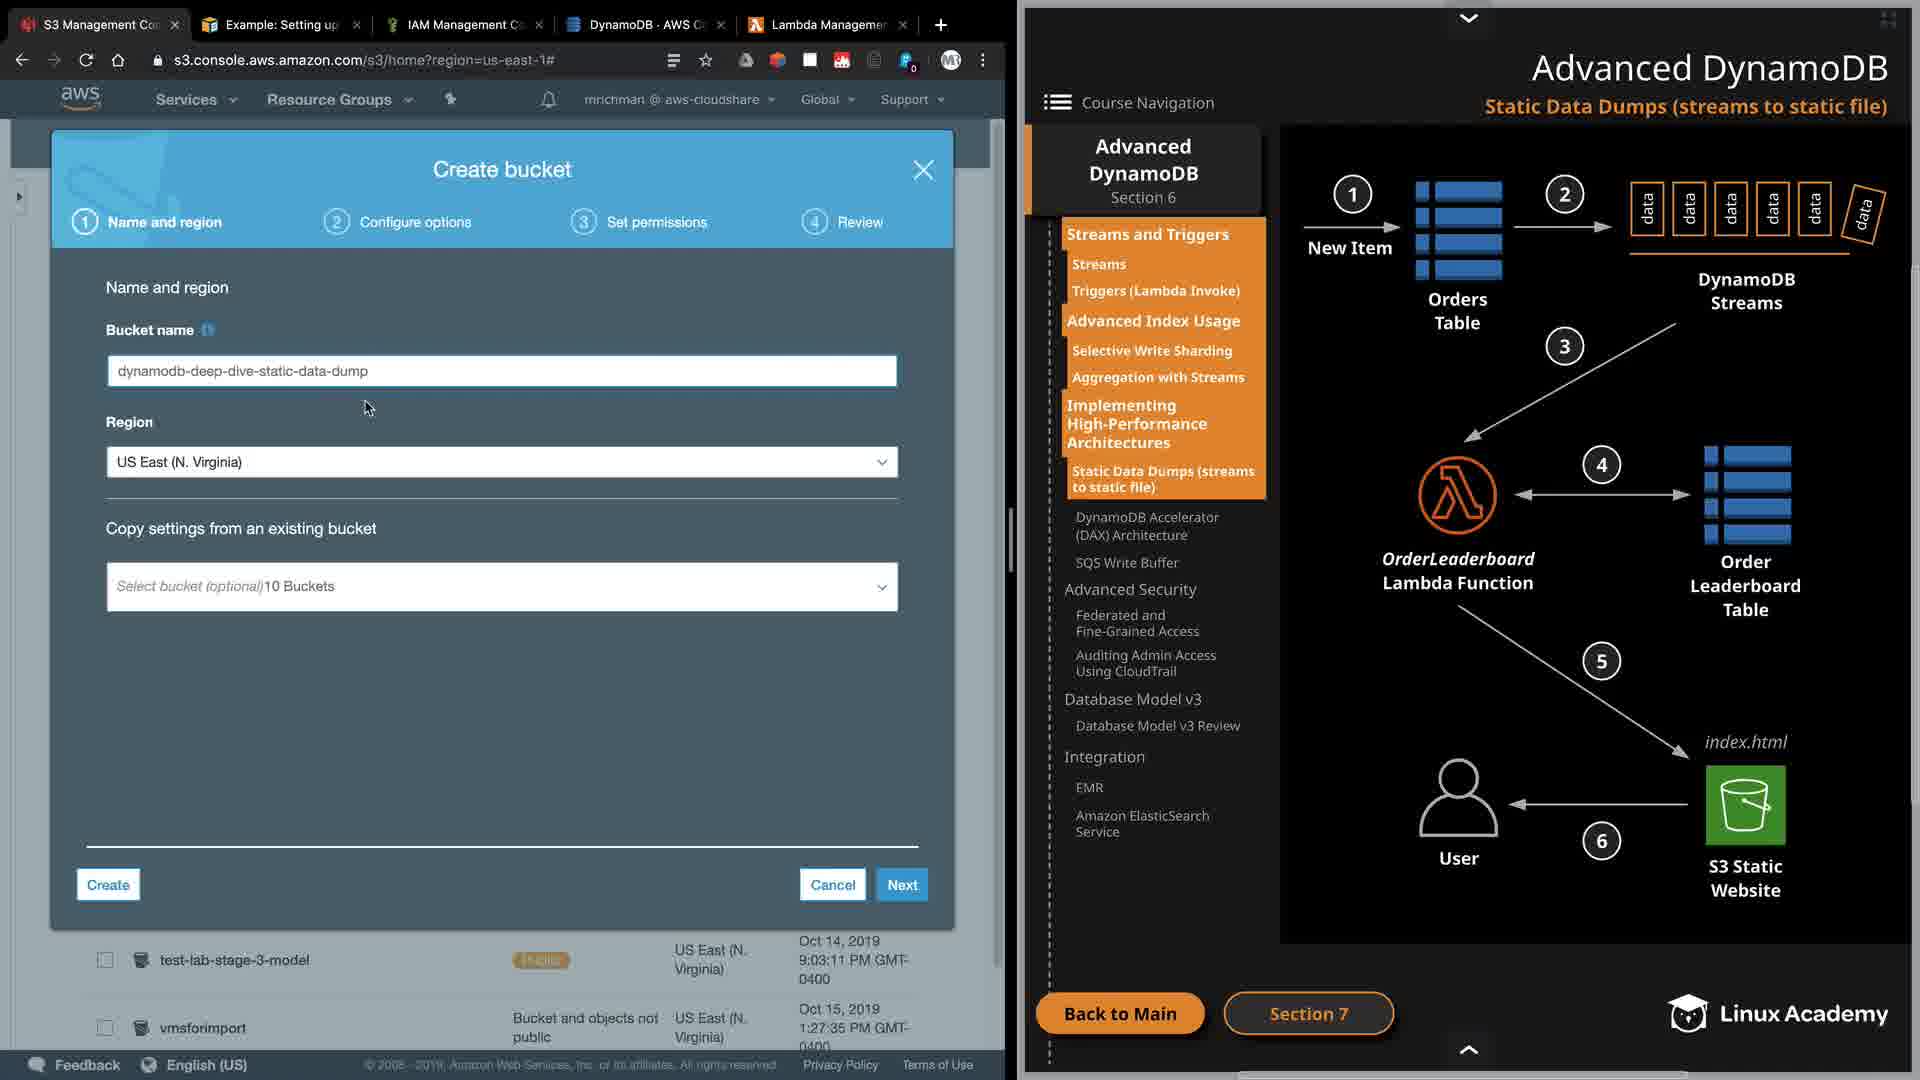 S3 Management Co
Example: Setting up
IAM Management Co
DynamoDB · AWS C
Lambda Managemen
s3.console.aws.amazon.com/s3/home?region=us-east-1#
0
aws
Services
Resource Groups
mrichman @ aws-cloudshare
Global
Support
Create bucket
1 Name and region
2 Configure options
3 Set permissions
4 Review
Name and region
Bucket name
dynamodb-deep-dive-static-data-dump
Region
US East (N. Virginia)
Copy settings from an existing bucket
Select bucket (optional)10 Buckets
Create
Cancel
Next
test-lab-stage-3-model
Public
US East (N.
Virginia)
Oct 14, 2019
9:03:11 PM GMT-
0400
vmsforimport
Bucket and objects not
public
US East (N.
Virginia)
Oct 15, 2019
1:27:35 PM GMT-
0400
Feedback
English (US)
© 2008 - 2019, Amazon Web Services, Inc. or its affiliates. All rights reserved.
Privacy Policy
Terms of Use
Course Navigation
Advanced DynamoDB
Static Data Dumps (streams to static file)
Advanced
DynamoDB
Section 6
Streams and Triggers
Streams
Triggers (Lambda Invoke)
Advanced Index Usage
Selective Write Sharding
Aggregation with Streams
Implementing
High-Performance
Architectures
Static Data Dumps (streams
to static file)
DynamoDB Accelerator
(DAX) Architecture
SQS Write Buffer
Advanced Security
Federated and
Fine-Grained Access
Auditing Admin Access
Using CloudTrail
Database Model v3
Database Model v3 Review
Integration
EMR
Amazon ElasticSearch
Service
1
New Item
Orders
Table
2
data
data
data
data
data
data
DynamoDB
Streams
3
OrderLeaderboard
Lambda Function
4
Order
Leaderboard
Table
5
index.html
S3 Static
Website
6
User
Back to Main
Section 7
Linux Academy